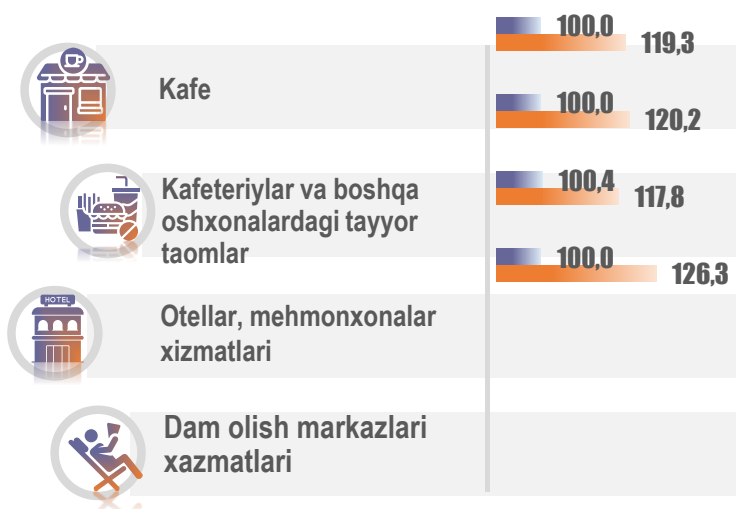 100,0
119,3
Kafe
100,0
120,2
Kafeteriylar va boshqa
oshxonalardagi tayyor
taomlar
100,4
117,8
100,0
126,3
HOTEL
Otellar, mehmonxonalar
xizmatlari
Dam olish markazlari
xazmatlari